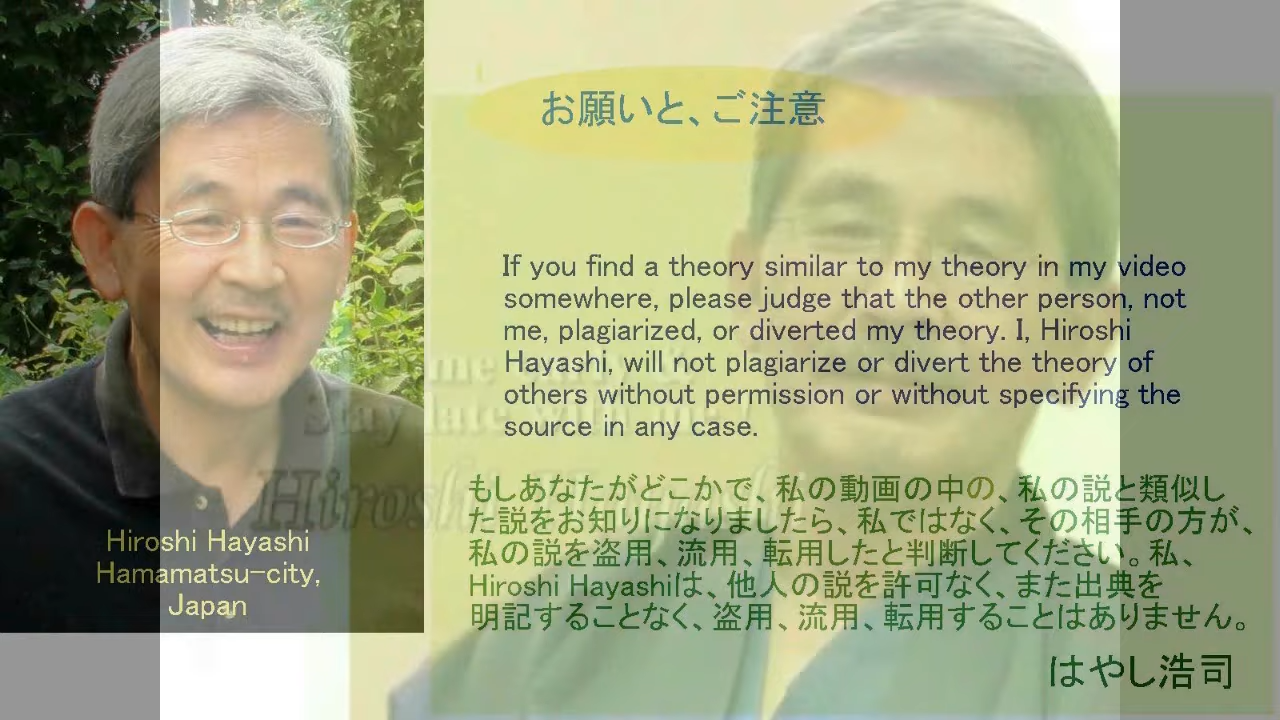 お願いと、ご注意
If you find a theory similar to my theory in my video
somewhere, please judge that the other person, not
me, plagiarized, or diverted my theory. I, Hiroshi
Hayashi, will not plagiarize or divert the theory of
others without permission or without specifying the
source in any case.
もしあなたがどこかで、私の動画の中の、私の説と類似し
た説をお知りになりましたら、私ではなく、その相手の方が、
私の説を盗用、流用、転用したと判断してください。私、
Hiroshi Hayashiは、他人の説を許可なく、また出典を
明記することなく、盗用、流用、転用することはありません。
はやし浩司
Hiroshi Hayashi
Hamamatsu-city,
Japan
Stay late with me
Hiroshi